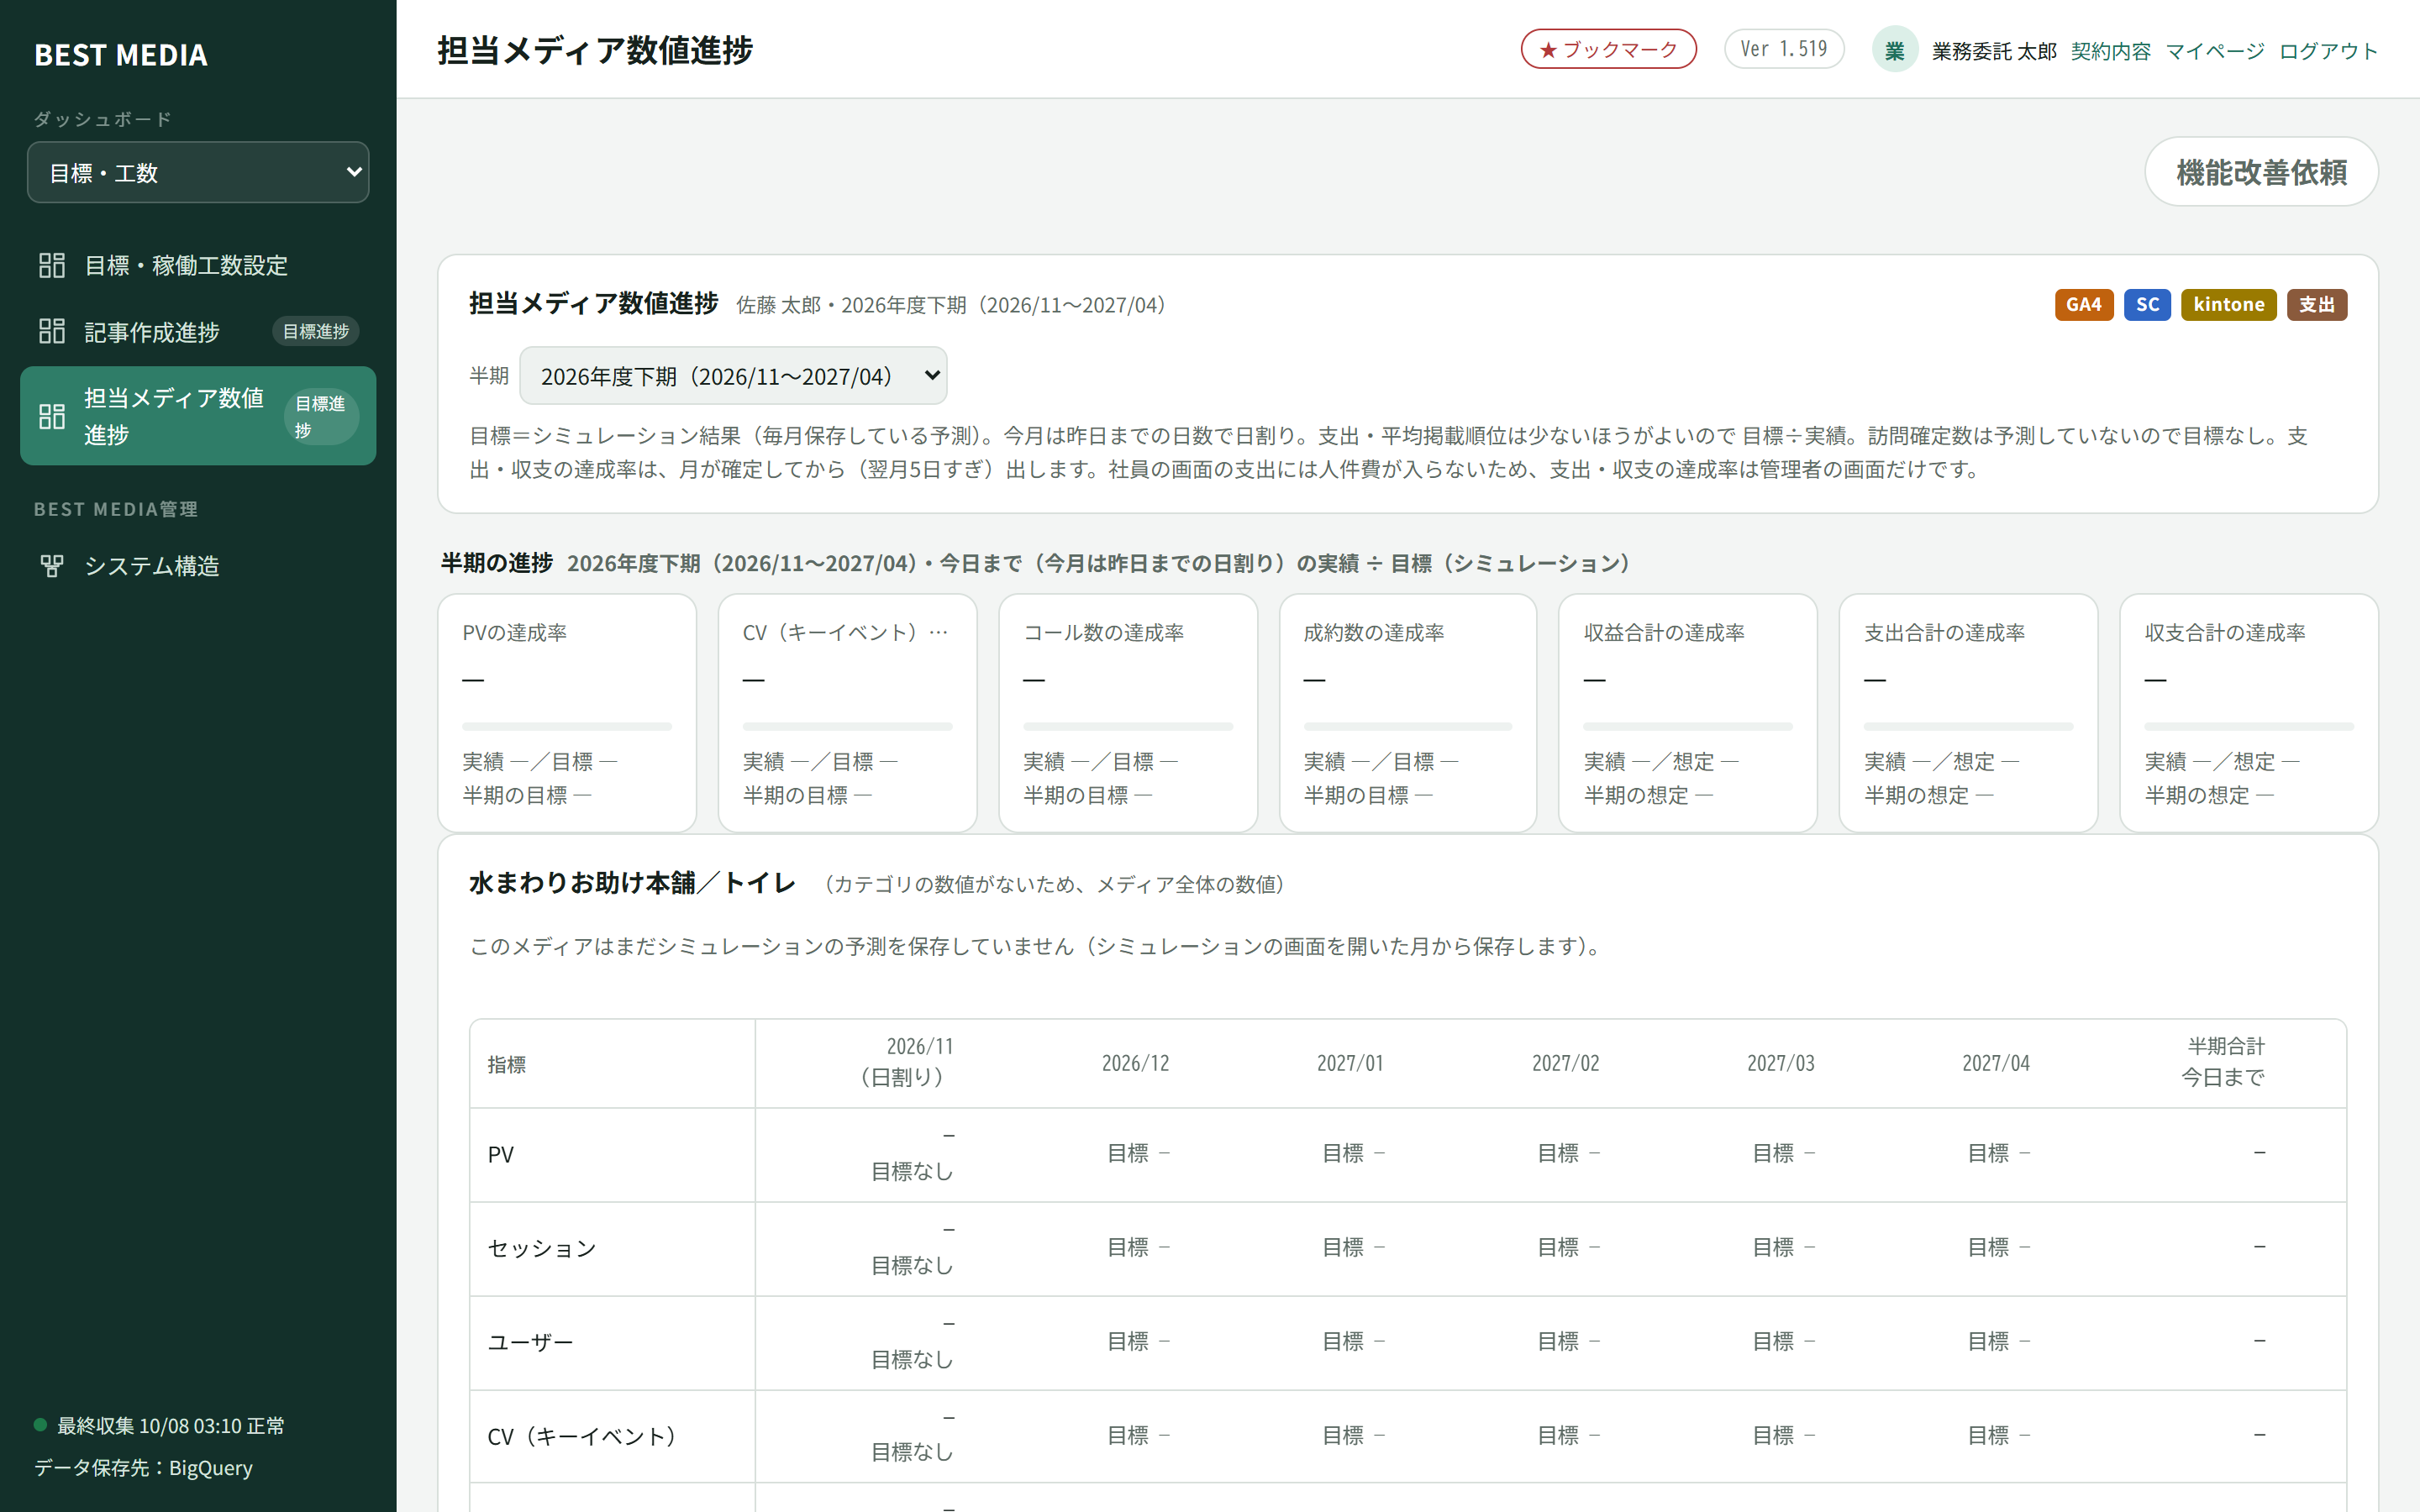 BEST MEDIA
ダッシュボード
目標・工数
目標・稼働工数設定
記事作成進捗 目標進捗
担当メディア数値
進捗
目標進
捗
BEST MEDIA管理
システム構造
最終収集 10/08 03:10 正常
データ保存先：BigQuery
担当メディア数値進捗
★ ブックマーク Ver 1.519 業 業務委託 太郎 契約内容 マイページ ログアウト
機能改善依頼
担当メディア数値進捗 佐藤 太郎・2026年度下期（2026/11〜2027/04） GA4 SC kintone 支出
半期 2026年度下期（2026/11〜2027/04）
目標＝シミュレーション結果（毎月保存している予測）。今月は昨日までの日数で日割り。支出・平均掲載順位は少ないほうがよいので 目標÷実績。訪問確定数は予測していないので目標なし。支
出・収支の達成率は、月が確定してから（翌月5日すぎ）出します。社員の画面の支出には人件費が入らないため、支出・収支の達成率は管理者の画面だけです。
半期の進捗 2026年度下期（2026/11〜2027/04）・今日まで（今月は昨日までの日割り）の実績 ÷ 目標（シミュレーション）
PVの達成率
—
実績 —／目標 —
半期の目標 —
CV（キーイベント）…
—
実績 —／目標 —
半期の目標 —
コール数の達成率
—
実績 —／目標 —
半期の目標 —
成約数の達成率
—
実績 —／目標 —
半期の目標 —
収益合計の達成率
—
実績 —／想定 —
半期の想定 —
支出合計の達成率
—
実績 —／想定 —
半期の想定 —
収支合計の達成率
—
実績 —／想定 —
半期の想定 —
水まわりお助け本舗／トイレ （カテゴリの数値がないため、メディア全体の数値）
このメディアはまだシミュレーションの予測を保存していません（シミュレーションの画面を開いた月から保存します）。
指標 2026/11 （日割り） 2026/12 2027/01 2027/02 2027/03 2027/04 半期合計 今日まで
PV – 目標なし 目標 – 目標 – 目標 – 目標 – 目標 – –
セッション – 目標なし 目標 – 目標 – 目標 – 目標 – 目標 – –
ユーザー – 目標なし 目標 – 目標 – 目標 – 目標 – 目標 – –
CV（キーイベント） – 目標なし 目標 – 目標 – 目標 – 目標 – 目標 – –
–